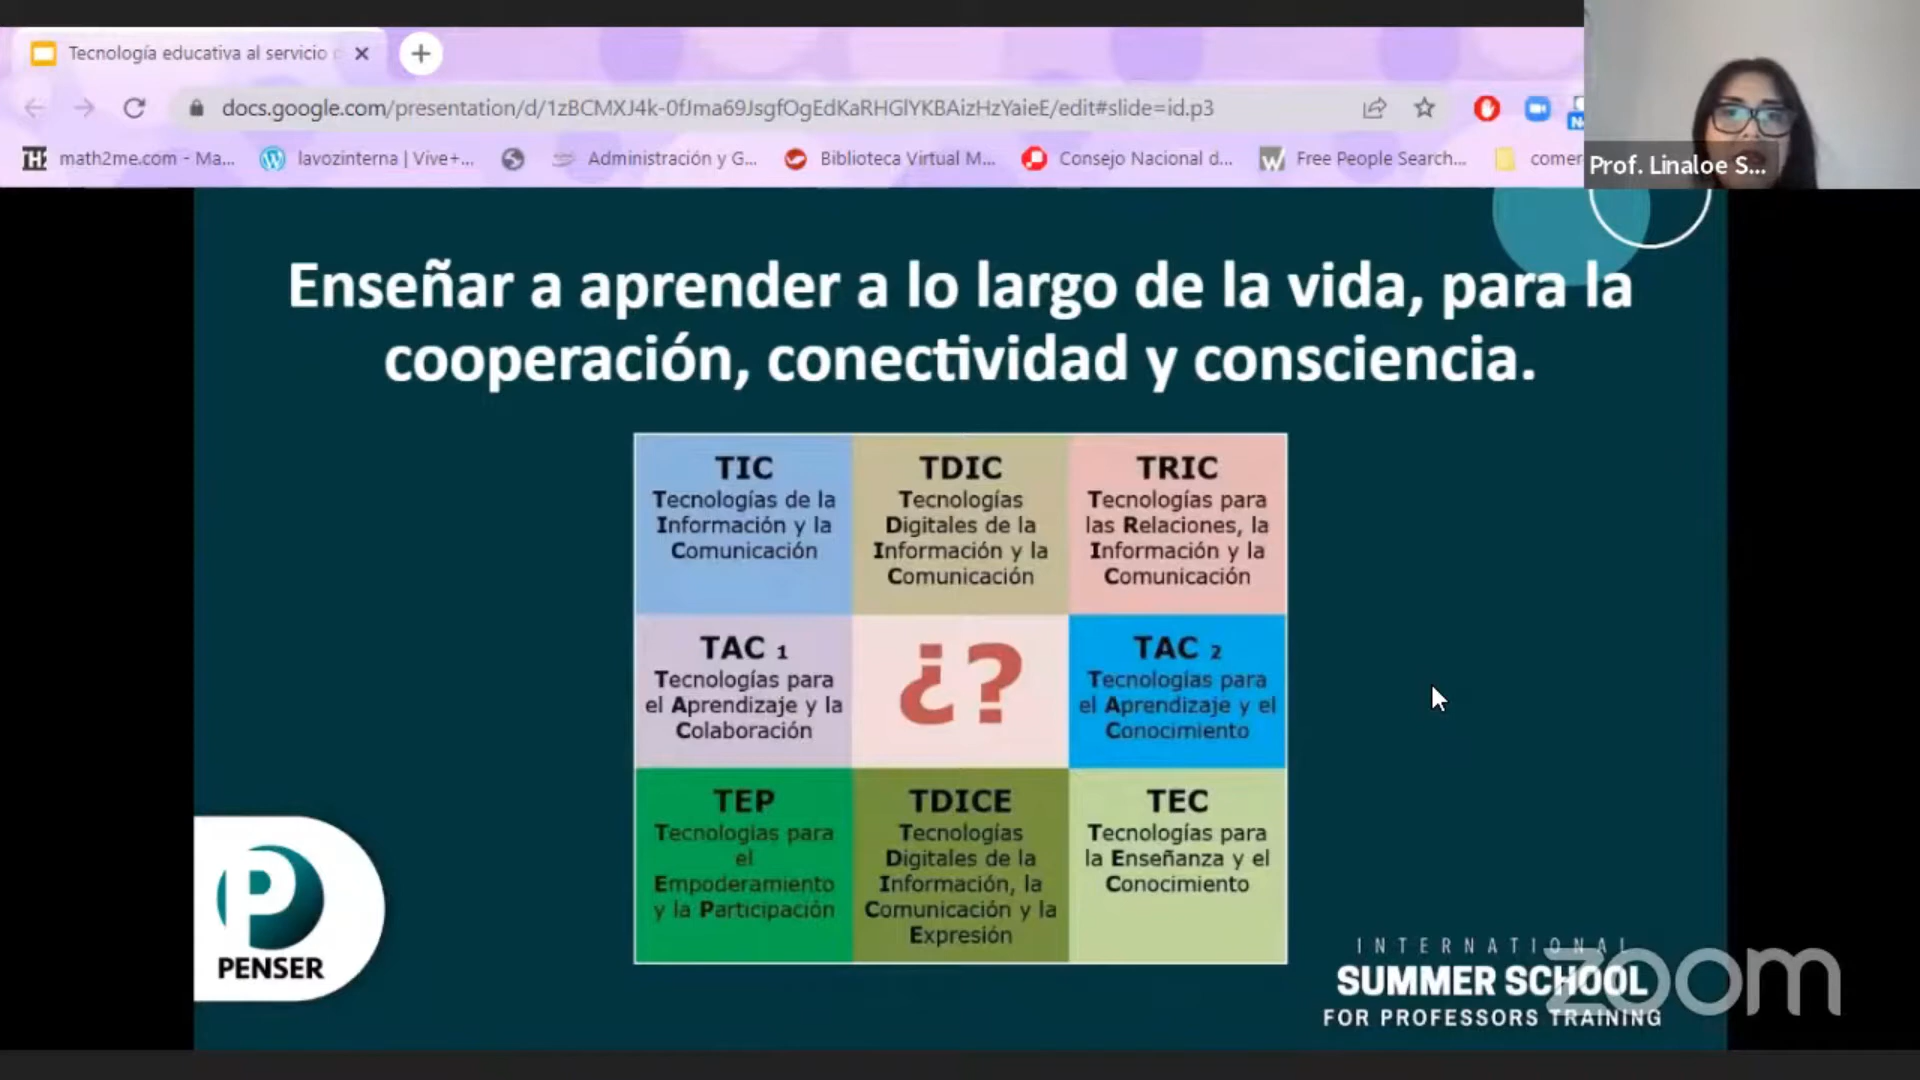 Tecnología educativa al servicio
docs.google.com/presentation/d/1zBCMXJ4k-0fJma69JsgfOgEdKaRHGlYKBAizHzYaieE/edit#slide=id.p3
math2me.com - Ma...
lavozinterna | Vive+...
Administración y G...
Biblioteca Virtual M...
Consejo Nacional d...
Free People Search...
comer
Prof. Linaloe S...
Enseñar a aprender a lo largo de la vida, para la
cooperación, conectividad y consciencia.
TIC
Tecnologías de la
Información y la
Comunicación
TDIC
Tecnologías
Digitales de la
Información y la
Comunicación
TRIC
Tecnologías para
las Relaciones, la
Información y la
Comunicación
TAC 1
Tecnologías para
el Aprendizaje y la
Colaboración
¿?
TAC 2
Tecnologías para
el Aprendizaje y el
Conocimiento
TEP
Tecnologías para
el
Empoderamiento
y la Participación
TDICE
Tecnologías
Digitales de la
Información, la
Comunicación y la
Expresión
TEC
Tecnologías para
la Enseñanza y el
Conocimiento
P
PENSER
INTERNATIONAL
SUMMER SCHOOL
FOR PROFESSORS TRAINING
zoom